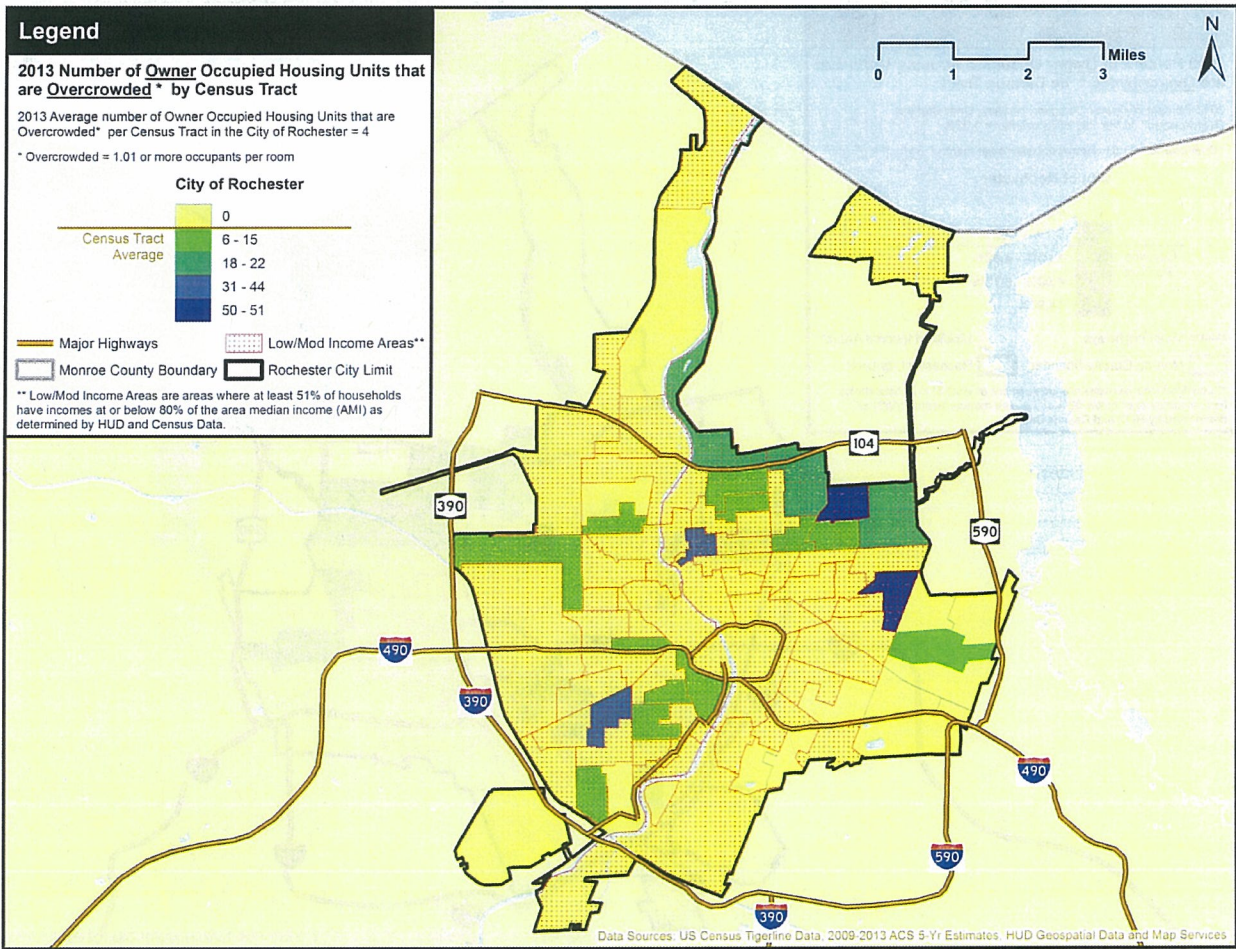 Legend
2013 Number of Owner Occupied Housing Units that
are Overcrowded * by Census Tract
2013 Average number of Owner Occupied Housing Units that are
Overcrowded* per Census Tract in the City of Rochester = 4
* Overcrowded = 1.01 or more occupants per room
City of Rochester
0
Census Tract
Average
6 - 15
18 - 22
31 - 44
50 - 51
Major Highways
Low/Mod Income Areas**
Monroe County Boundary
Rochester City Limit
** Low/Mod Income Areas are areas where at least 51% of households
have incomes at or below 80% of the area median income (AMI) as
determined by HUD and Census Data.
N
Miles
0 1 2 3
104
390
590
490
390
490
590
390
Data Sources: US Census Tigerline Data, 2009-2013 ACS 5-Yr Estimates, HUD Geospatial Data and Map Services